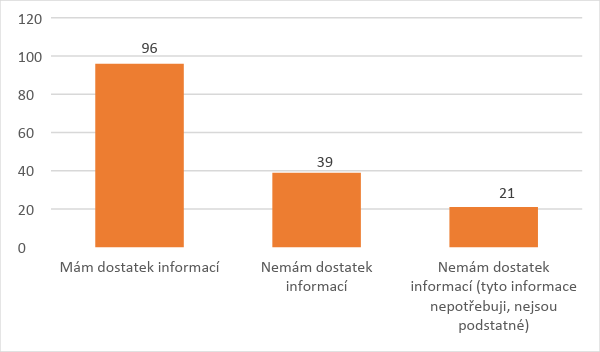 120
100
80
60
40
20
0
96
39
21
Mám dostatek informací
Nemám dostatek
informací
Nemám dostatek
informací (tyto informace
nepotřebuji, nejsou
podstatné)